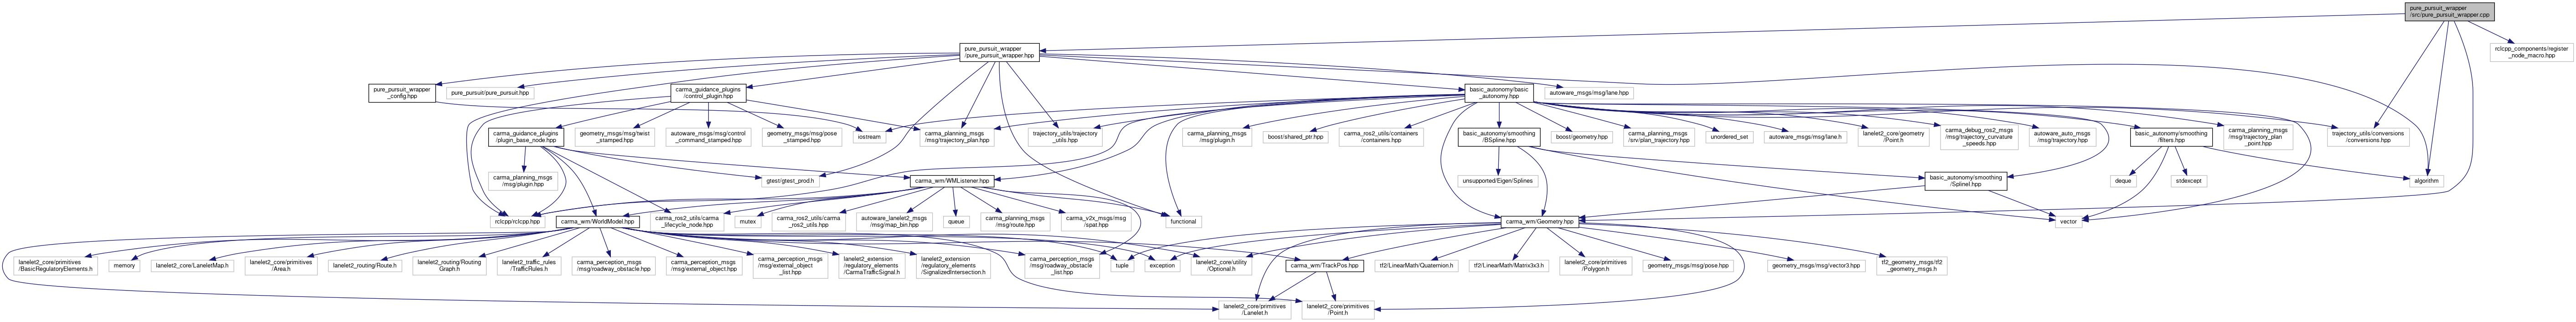 pure_pursuit_wrapper
/src/pure_pursuit_wrapper.cpp
pure_pursuit_wrapper
/pure_pursuit_wrapper.hpp
rclcpp_components/register
_node_macro.hpp
pure_pursuit_wrapper
_config.hpp
pure_pursuit/pure_pursuit.hpp
carma_guidance_plugins
/control_plugin.hpp
basic_autonomy/basic
_autonomy.hpp
autoware_msgs/msg/lane.hpp
carma_guidance_plugins
/plugin_base_node.hpp
geometry_msgs/msg/twist
_stamped.hpp
autoware_msgs/msg/control
_command_stamped.hpp
geometry_msgs/msg/pose
_stamped.hpp
iostream
carma_planning_msgs
/msg/trajectory_plan.hpp
trajectory_utils/trajectory
_utils.hpp
carma_planning_msgs
/msg/plugin.h
boost/shared_ptr.hpp
carma_ros2_utils/containers
/containers.hpp
basic_autonomy/smoothing
/BSpline.hpp
boost/geometry.hpp
carma_planning_msgs
/srv/plan_trajectory.hpp
unordered_set
autoware_msgs/msg/lane.h
lanelet2_core/geometry
/Point.h
carma_debug_ros2_msgs
/msg/trajectory_curvature
_speeds.hpp
autoware_auto_msgs
/msg/trajectory.hpp
basic_autonomy/smoothing
/filters.hpp
carma_planning_msgs
/msg/trajectory_plan
_point.hpp
trajectory_utils/conversions
/conversions.hpp
carma_planning_msgs
/msg/plugin.hpp
gtest/gtest_prod.h
carma_wm/WMListener.hpp
unsupported/Eigen/Splines
basic_autonomy/smoothing
/SplineI.hpp
deque
stdexcept
algorithm
rclcpp/rclcpp.hpp
carma_wm/WorldModel.hpp
carma_ros2_utils/carma
_lifecycle_node.hpp
mutex
carma_ros2_utils/carma
_ros2_utils.hpp
autoware_lanelet2_msgs
/msg/map_bin.hpp
queue
carma_planning_msgs
/msg/route.hpp
carma_v2x_msgs/msg
/spat.hpp
functional
carma_wm/Geometry.hpp
vector
lanelet2_core/primitives
/BasicRegulatoryElements.h
memory
lanelet2_core/LaneletMap.h
lanelet2_core/primitives
/Area.h
lanelet2_routing/Route.h
lanelet2_routing/Routing
Graph.h
lanelet2_traffic_rules
/TrafficRules.h
carma_perception_msgs
/msg/roadway_obstacle.hpp
carma_perception_msgs
/msg/external_object.hpp
carma_perception_msgs
/msg/external_object
_list.hpp
lanelet2_extension
/regulatory_elements
/CarmaTrafficSignal.h
lanelet2_extension
/regulatory_elements
/SignalizedIntersection.h
carma_perception_msgs
/msg/roadway_obstacle
_list.hpp
tuple
exception
lanelet2_core/utility
/Optional.h
carma_wm/TrackPos.hpp
tf2/LinearMath/Quaternion.h
tf2/LinearMath/Matrix3x3.h
lanelet2_core/primitives
/Polygon.h
geometry_msgs/msg/pose.hpp
geometry_msgs/msg/vector3.hpp
tf2_geometry_msgs/tf2
_geometry_msgs.h
lanelet2_core/primitives
/Lanelet.h
lanelet2_core/primitives
/Point.h